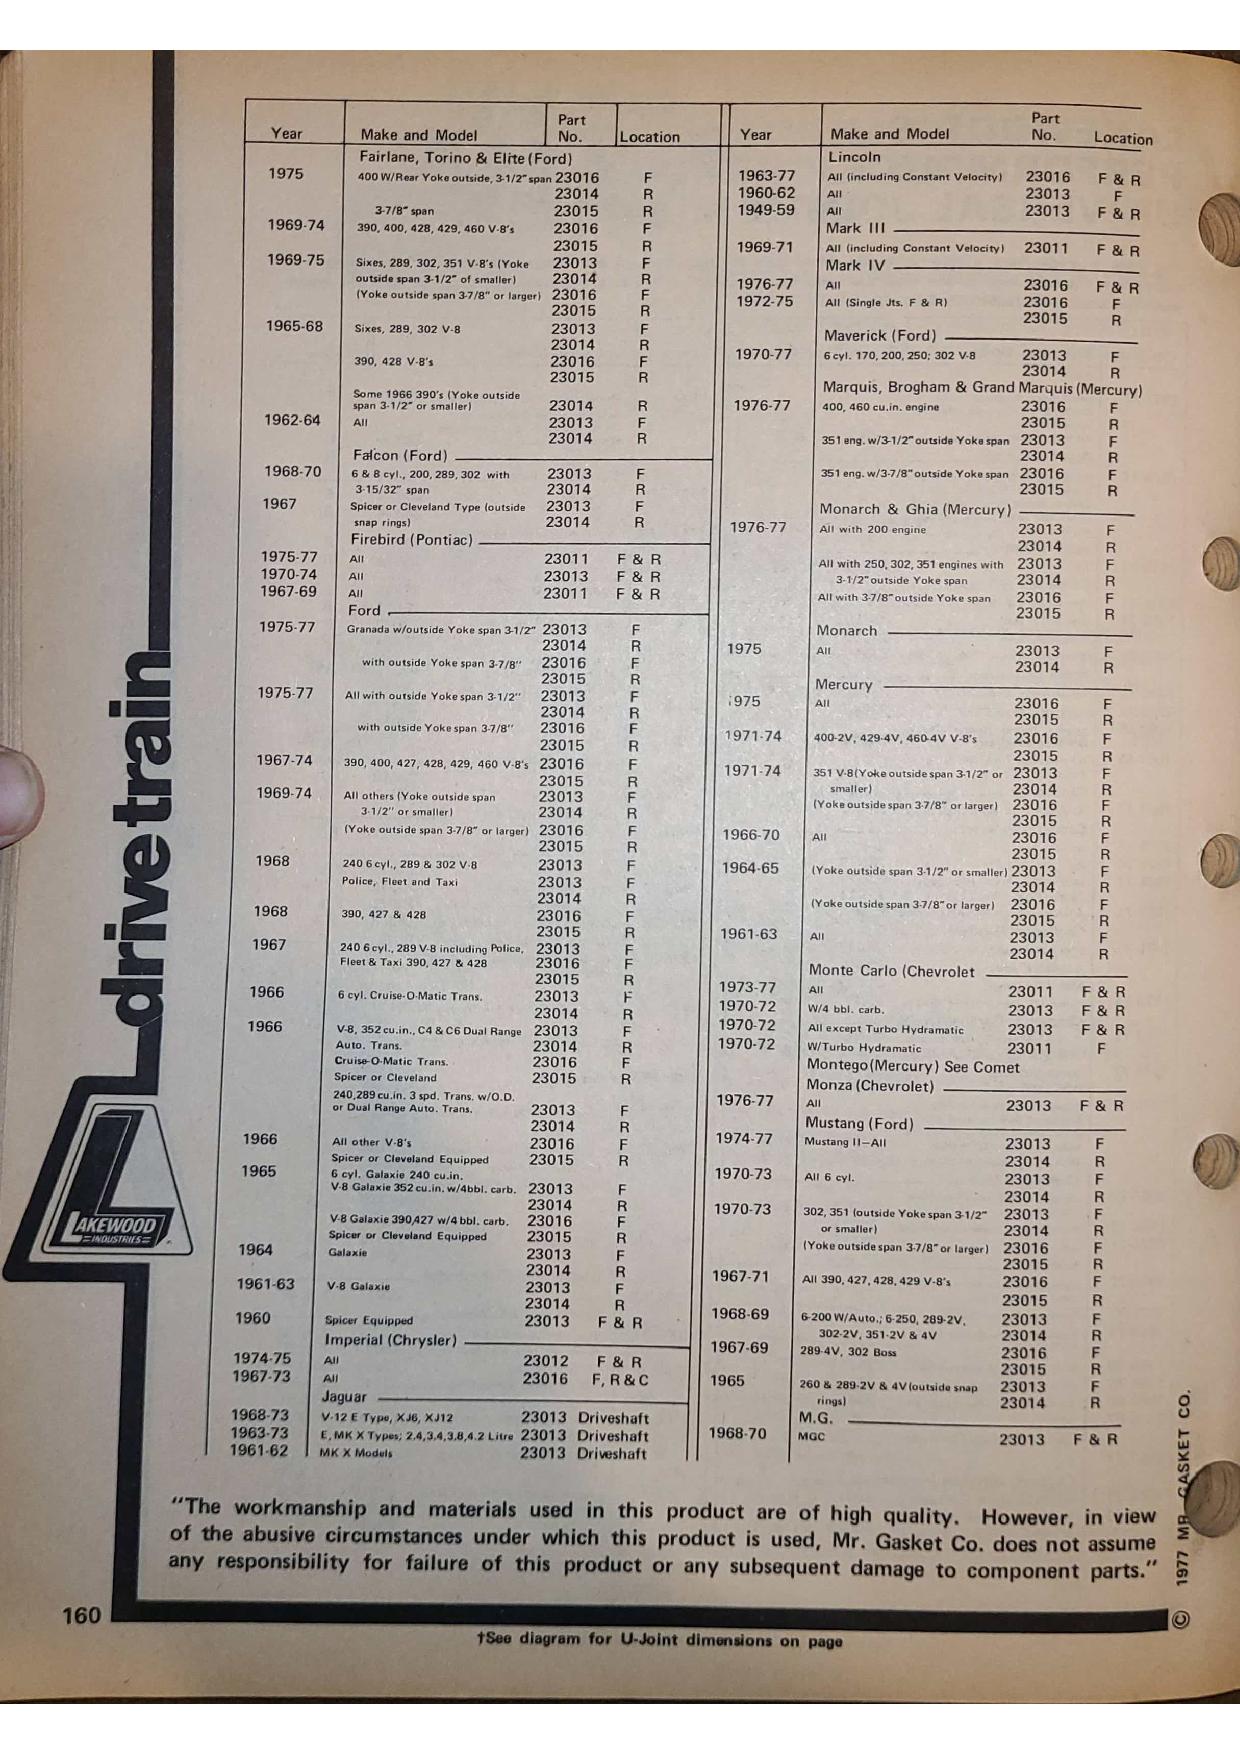 Year Make and Model Part No. Location
Fairlane, Torino & Elite (Ford)
1975 400 W/Rear Yoke outside, 3-1/2" span 23016 F
23014 R
3-7/8" span 23015 R
1969-74 390, 400, 428, 429, 460 V-8's 23016 F
23015 R
1969-75 Sixes, 289, 302, 351 V-8's (Yoke 23013 F
outside span 3-1/2" of smaller) 23014 R
(Yoke outside span 3-7/8" or larger) 23016 F
23015 R
1965-68 Sixes, 289, 302 V-8 23013 F
23014 R
390, 428 V-8's 23016 F
23015 R
Some 1966 390's (Yoke outside
span 3-1/2" or smaller) 23014 R
1962-64 All 23013 F
23014 R
Falcon (Ford)
1968-70 6 & 8 cyl., 200, 289, 302 with 23013 F
3-15/32" span 23014 R
1967 Spicer or Cleveland Type (outside 23013 F
snap rings) 23014 R
Firebird (Pontiac)
1975-77 All 23011 F & R
1970-74 All 23013 F & R
1967-69 All 23011 F & R
Ford
1975-77 Granada w/outside Yoke span 3-1/2" 23013 F
23014 R
with outside Yoke span 3-7/8" 23016 F
23015 R
1975-77 All with outside Yoke span 3-1/2" 23013 F
23014 R
with outside Yoke span 3-7/8" 23016 F
23015 R
1967-74 390, 400, 427, 428, 429, 460 V-8's 23016 F
23015 R
1969-74 All others (Yoke outside span 23013 F
3-1/2" or smaller) 23014 R
(Yoke outside span 3-7/8" or larger) 23016 F
23015 R
1968 240 6 cyl., 289 & 302 V-8 23013 F
Police, Fleet and Taxi 23013 F
23014 R
1968 390, 427 & 428 23016 F
23015 R
1967 240 6 cyl., 289 V-8 including Police, 23013 F
Fleet & Taxi 390, 427 & 428 23016 F
23015 R
1966 6 cyl. Cruise-O-Matic Trans. 23013 F
23014 R
1966 V-8, 352 cu.in., C4 & C6 Dual Range 23013 F
Auto. Trans. 23014 R
Cruise-O-Matic Trans. 23016 F
Spicer or Cleveland 23015 R
240,289 cu.in. 3 spd. Trans. w/O.D.
or Dual Range Auto. Trans. 23013 F
23014 R
1966 All other V-8's 23016 F
Spicer or Cleveland Equipped 23015 R
1965 6 cyl. Galaxie 240 cu.in.
V-8 Galaxie 352 cu.in. w/4bbl. carb. 23013 F
23014 R
V-8 Galaxie 390,427 w/4 bbl. carb. 23016 F
Spicer or Cleveland Equipped 23015 R
1964 Galaxie 23013 F
23014 R
1961-63 V-8 Galaxie 23013 F
23014 R
1960 Spicer Equipped 23013 F & R
Imperial (Chrysler)
1974-75 All 23012 F & R
1967-73 All 23016 F, R & C
Jaguar
1968-73 V-12 E Type, XJ6, XJ12 23013 Driveshaft
1963-73 E, MK X Types; 2.4,3.4,3.8,4.2 Litre 23013 Driveshaft
1961-62 MK X Models 23013 Driveshaft
Year Make and Model Part No. Location
Lincoln
1963-77 All (including Constant Velocity) 23016 F & R
1960-62 All 23013 F
1949-59 All 23013 F & R
Mark III
1969-71 All (including Constant Velocity) 23011 F & R
Mark IV
1976-77 All 23016 F & R
1972-75 All (Single Jts. F & R) 23016 F
23015 R
Maverick (Ford)
1970-77 6 cyl. 170, 200, 250; 302 V-8 23013 F
23014 R
Marquis, Brogham & Grand Marquis (Mercury)
1976-77 400, 460 cu.in. engine 23016 F
23015 R
351 eng. w/3-1/2" outside Yoke span 23013 F
23014 R
351 eng. w/3-7/8" outside Yoke span 23016 F
23015 R
Monarch & Ghia (Mercury)
1976-77 All with 200 engine 23013 F
23014 R
All with 250, 302, 351 engines with 23013 F
3-1/2" outside Yoke span 23014 R
All with 3-7/8" outside Yoke span 23016 F
23015 R
Monarch
1975 All 23013 F
23014 R
Mercury
1975 All 23016 F
23015 R
1971-74 400-2V, 429-4V, 460-4V V-8's 23016 F
23015 R
1971-74 351 V-8 (Yoke outside span 3-1/2" or 23013 F
smaller) 23014 R
(Yoke outside span 3-7/8" or larger) 23016 F
23015 R
1966-70 All 23016 F
23015 R
1964-65 (Yoke outside span 3-1/2" or smaller) 23013 F
23014 R
(Yoke outside span 3-7/8" or larger) 23016 F
23015 R
1961-63 All 23013 F
23014 R
Monte Carlo (Chevrolet
1973-77 All 23011 F & R
1970-72 W/4 bbl. carb. 23013 F & R
1970-72 All except Turbo Hydramatic 23013 F & R
1970-72 W/Turbo Hydramatic 23011 F
Montego (Mercury) See Comet
Monza (Chevrolet)
1976-77 All 23013 F & R
Mustang (Ford)
1974-77 Mustang II-All 23013 F
23014 R
1970-73 All 6 cyl. 23013 F
23014 R
1970-73 302, 351 (outside Yoke span 3-1/2" 23013 F
or smaller) 23014 R
(Yoke outside span 3-7/8" or larger) 23016 F
23015 R
1967-71 All 390, 427, 428, 429 V-8's 23016 F
23015 R
1968-69 6-200 W/Auto.; 6-250, 289-2V, 23013 F
302-2V, 351-2V & 4V 23014 R
1967-69 289-4V, 302 Boss 23016 F
23015 R
1965 260 & 289-2V & 4V (outside snap 23013 F
rings) 23014 R
M.G.
1968-70 MGC 23013 F & R
drivetrain
LAKEWOOD
INDUSTRIES
"The workmanship and materials used in this product are of high quality. However, in view
of the abusive circumstances under which this product is used, Mr. Gasket Co. does not assume
any responsibility for failure of this product or any subsequent damage to component parts."
© 1977 MR. GASKET CO.
160
†See diagram for U-Joint dimensions on page